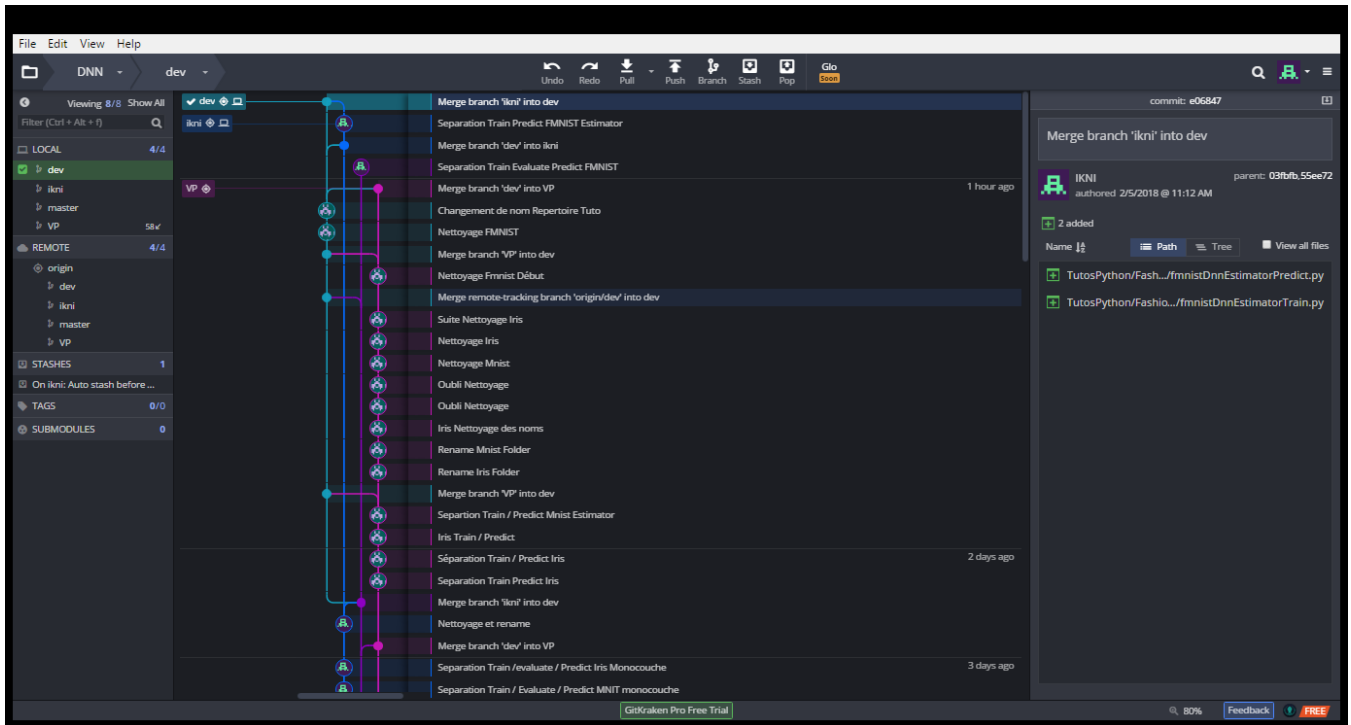 File Edit View Help
DNN dev Undo Redo Pull Push Branch Stash Pop Glo Soon
Viewing 8/8 Show All
Filter (Ctrl + Alt + f)
LOCAL 4/4
dev
ikni
master
VP 58
REMOTE 4/4
origin
dev
ikni
master
VP
STASHES 1
On ikni: Auto stash before ...
TAGS 0/0
SUBMODULES 0
dev Merge branch 'ikni' into dev
ikni Separation Train Predict FMNIST Estimator
Merge branch 'dev' into ikni
Separation Train Evaluate Predict FMNIST
VP Merge branch 'dev' into VP 1 hour ago
Changement de nom Repertoire Tuto
Nettoyage FMNIST
Merge branch 'VP' into dev
Nettoyage Fmnist Début
Merge remote-tracking branch 'origin/dev' into dev
Suite Nettoyage Iris
Nettoyage Iris
Nettoyage Mnist
Oubli Nettoyage
Oubli Nettoyage
Iris Nettoyage des noms
Rename Mnist Folder
Rename Iris Folder
Merge branch 'VP' into dev
Separtion Train / Predict Mnist Estimator
Iris Train / Predict
Séparation Train / Predict Iris 2 days ago
Separation Train Predict Iris
Merge branch 'ikni' into dev
Nettoyage et rename
Merge branch 'dev' into VP
Separation Train /evaluate / Predict Iris Monocouche 3 days ago
Separation Train / Evaluate / Predict MNIT monocouche
commit: e06847
Merge branch 'ikni' into dev
IKNI parent: 03fbfb,55ee72
authored 2/5/2018 @ 11:12 AM
2 added
Name Path Tree View all files
TutosPython/Fash.../fmnistDnnEstimatorPredict.py
TutosPython/Fashio.../fmnistDnnEstimatorTrain.py
GitKraken Pro Free Trial 80% Feedback FREE